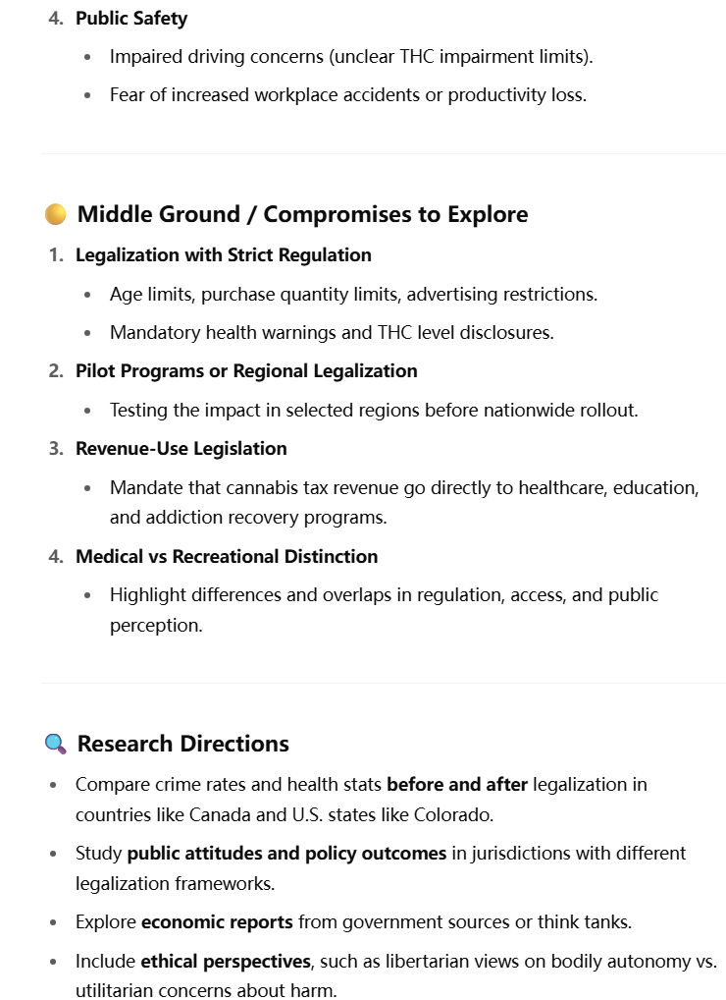 4. Public Safety
• Impaired driving concerns (unclear THC impairment limits).
• Fear of increased workplace accidents or productivity loss.
Middle Ground / Compromises to Explore
1. Legalization with Strict Regulation
• Age limits, purchase quantity limits, advertising restrictions.
• Mandatory health warnings and THC level disclosures.
2. Pilot Programs or Regional Legalization
• Testing the impact in selected regions before nationwide rollout.
3. Revenue-Use Legislation
• Mandate that cannabis tax revenue go directly to healthcare, education,
and addiction recovery programs.
4. Medical vs Recreational Distinction
• Highlight differences and overlaps in regulation, access, and public
perception.
Research Directions
• Compare crime rates and health stats before and after legalization in
countries like Canada and U.S. states like Colorado.
• Study public attitudes and policy outcomes in jurisdictions with different
legalization frameworks.
• Explore economic reports from government sources or think tanks.
• Include ethical perspectives, such as libertarian views on bodily autonomy vs.
utilitarian concerns about harm.